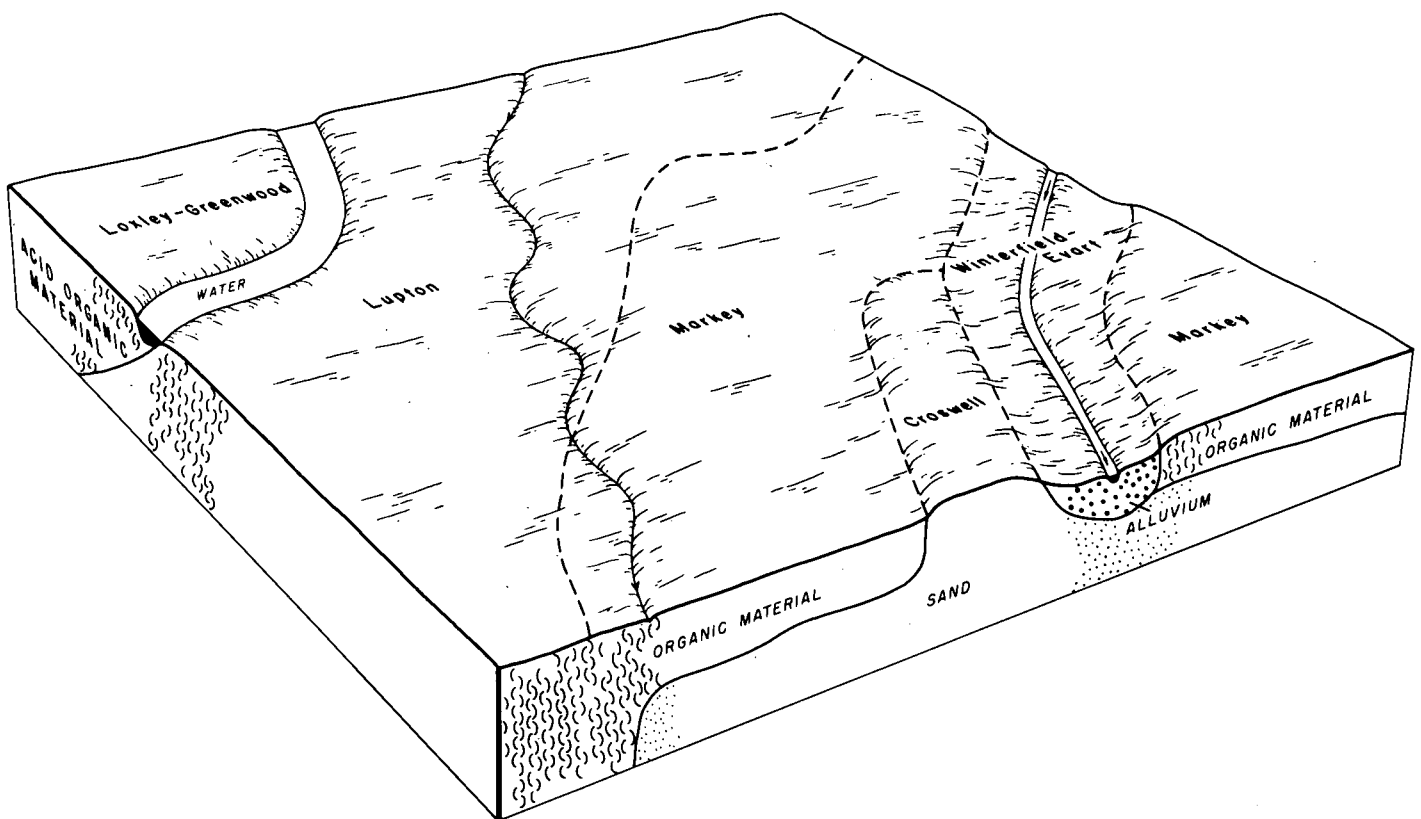 Loxley-Greenwood
WATER
ACID ORGANIC
MATERIAL
Lupton
Markey
Winterfield-
Evart
Markey
Croswell
ORGANIC MATERIAL
ALLUVIUM
SAND
ORGANIC MATERIAL